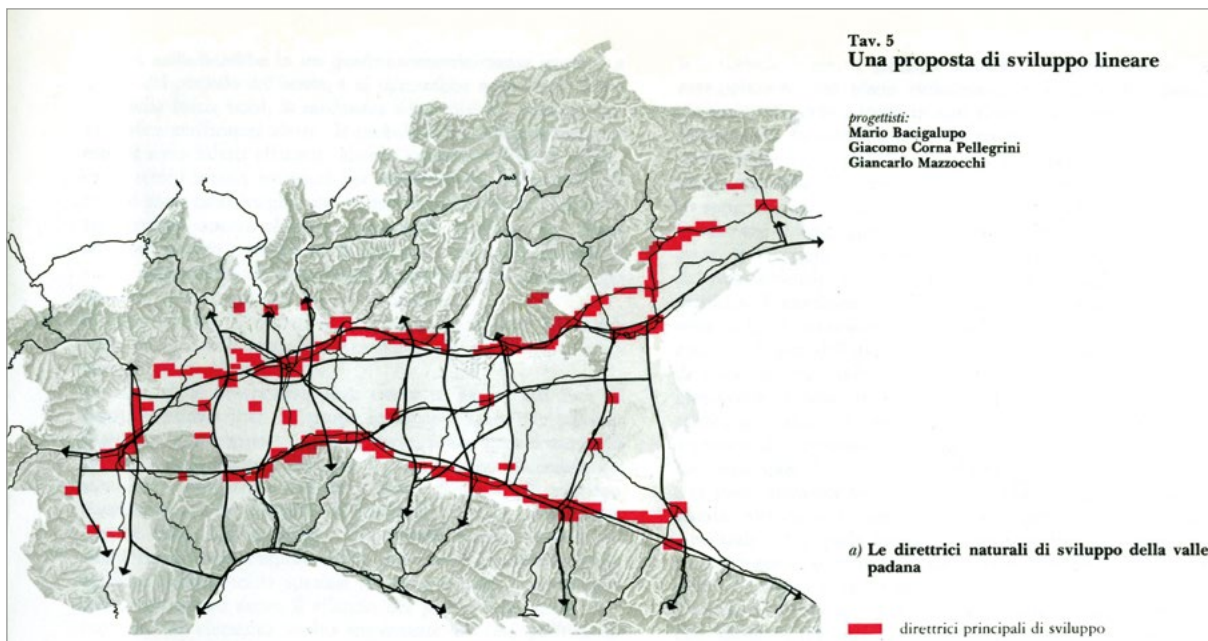 Tav. 5
Una proposta di sviluppo lineare
progettisti:
Mario Bacigalupo
Giacomo Corna Pellegrini
Giancarlo Mazzocchi
a) Le direttrici naturali di sviluppo della valle
padana
direttrici principali di sviluppo